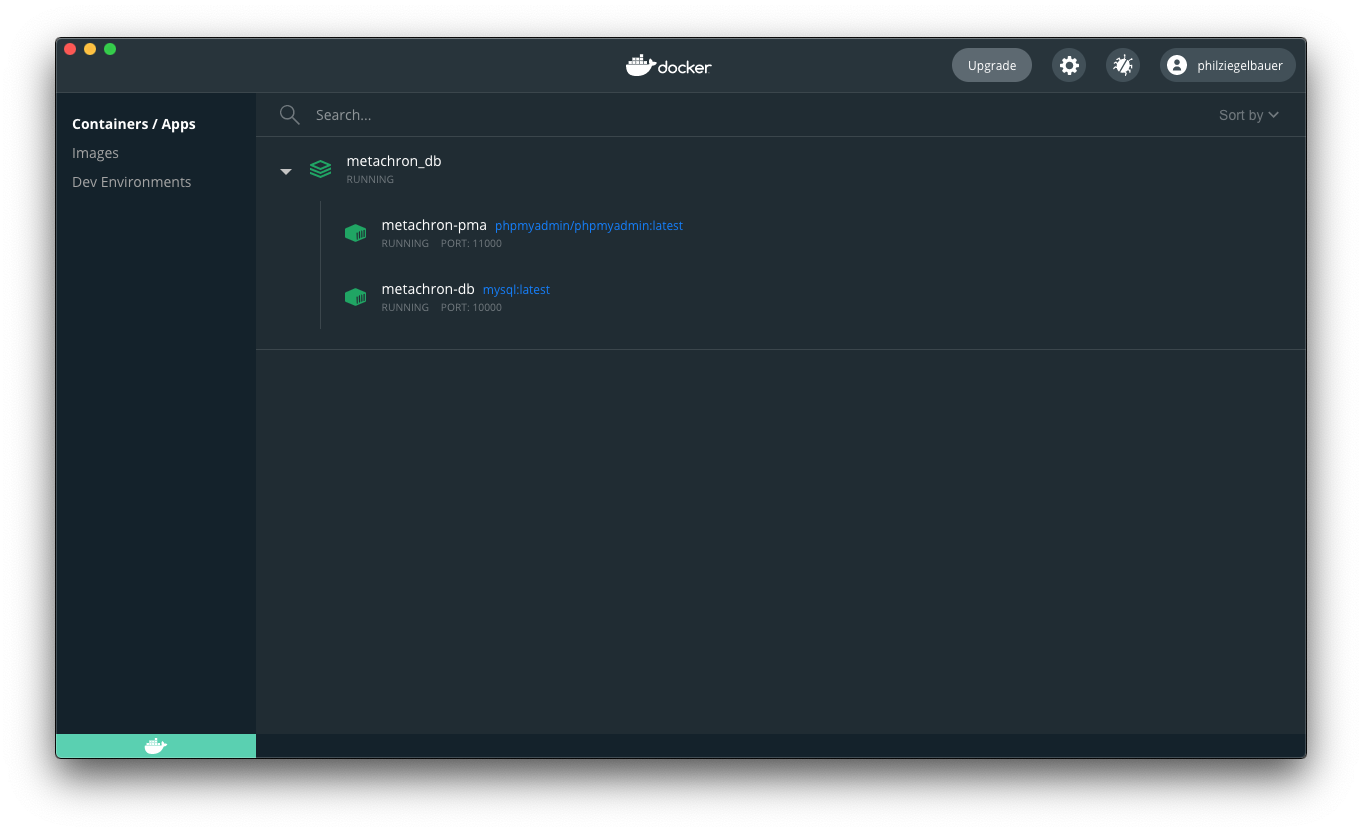 docker
Upgrade
philziegelbauer
Containers / Apps
Images
Dev Environments
Search...
Sort by
metachron_db
RUNNING
metachron-pma phpmyadmin/phpmyadmin:latest
RUNNING PORT: 11000
metachron-db mysql:latest
RUNNING PORT: 10000